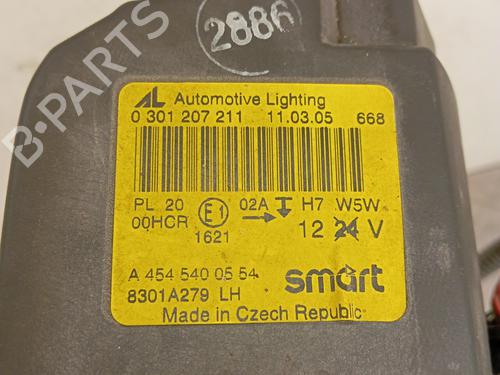 2886
B-PARTS
AL Automotive Lighting
0 301 207 211 11.03.05 668
PL 20 02A H7 W5W
00HCR E1 12 24 V
1621
A 454 540 05 54 smart
8301A279 LH
Made in Czech Republic